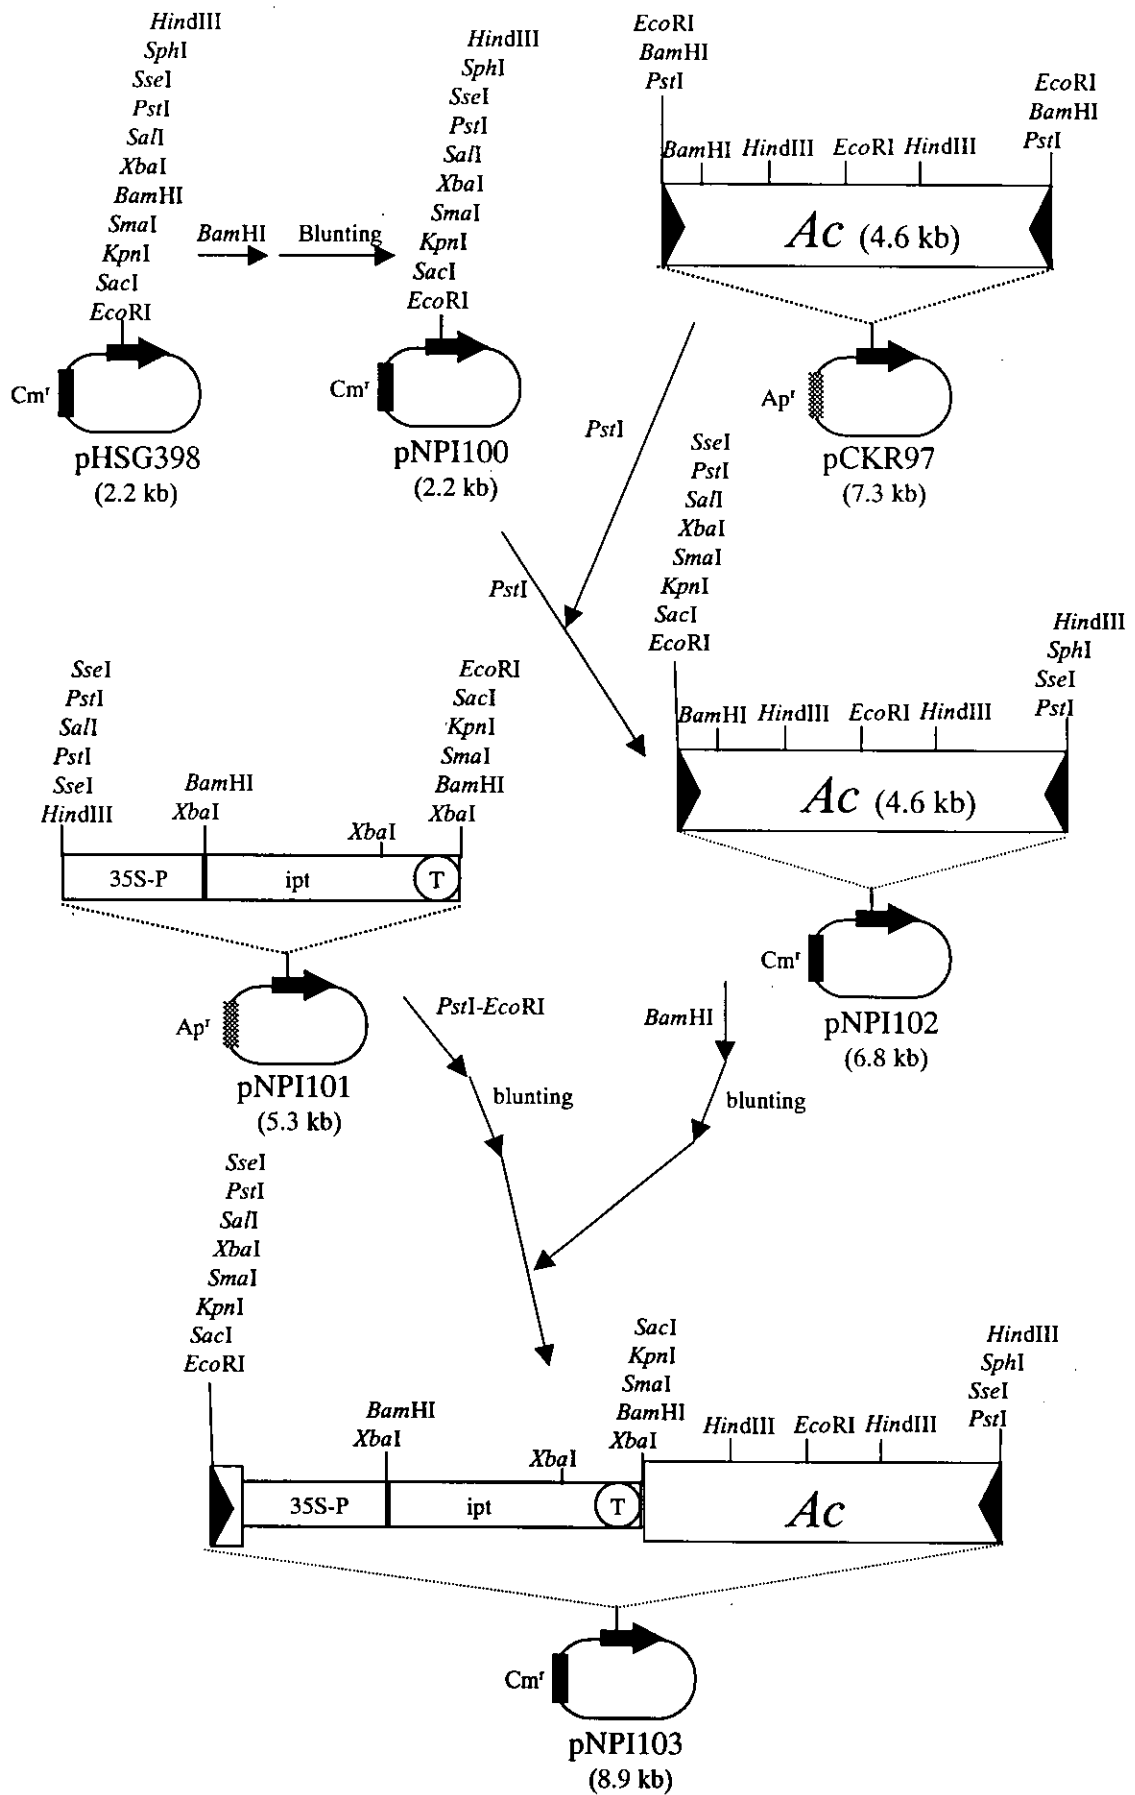 HindIII
SphI
SseI
PstI
SalI
XbaI
BamHI
SmaI
KpnI
SacI
EcoRI
Cmʳ
pHSG398
(2.2 kb)
BamHI
Blunting
HindIII
SphI
SseI
PstI
SalI
XbaI
SmaI
KpnI
SacI
EcoRI
Cmʳ
pNPI100
(2.2 kb)
EcoRI
BamHI
PstI
BamHI HindIII EcoRI HindIII
EcoRI
BamHI
PstI
Ac (4.6 kb)
Apʳ
pCKR97
(7.3 kb)
PstI
PstI
SseI
PstI
SalI
XbaI
SmaI
KpnI
SacI
EcoRI
BamHI HindIII EcoRI HindIII
HindIII
SphI
SseI
PstI
Ac (4.6 kb)
Cmʳ
pNPI102
(6.8 kb)
SseI
PstI
SalI
PstI
SseI
HindIII
BamHI
XbaI
XbaI
EcoRI
SacI
KpnI
SmaI
BamHI
XbaI
35S-P ipt T
Apʳ
pNPI101
(5.3 kb)
PstI-EcoRI
blunting
BamHI
blunting
SseI
PstI
SalI
XbaI
SmaI
KpnI
SacI
EcoRI
BamHI
XbaI
XbaI
SacI
KpnI
SmaI
BamHI
XbaI
HindIII EcoRI HindIII
HindIII
SphI
SseI
PstI
35S-P ipt T Ac
Cmʳ
pNPI103
(8.9 kb)